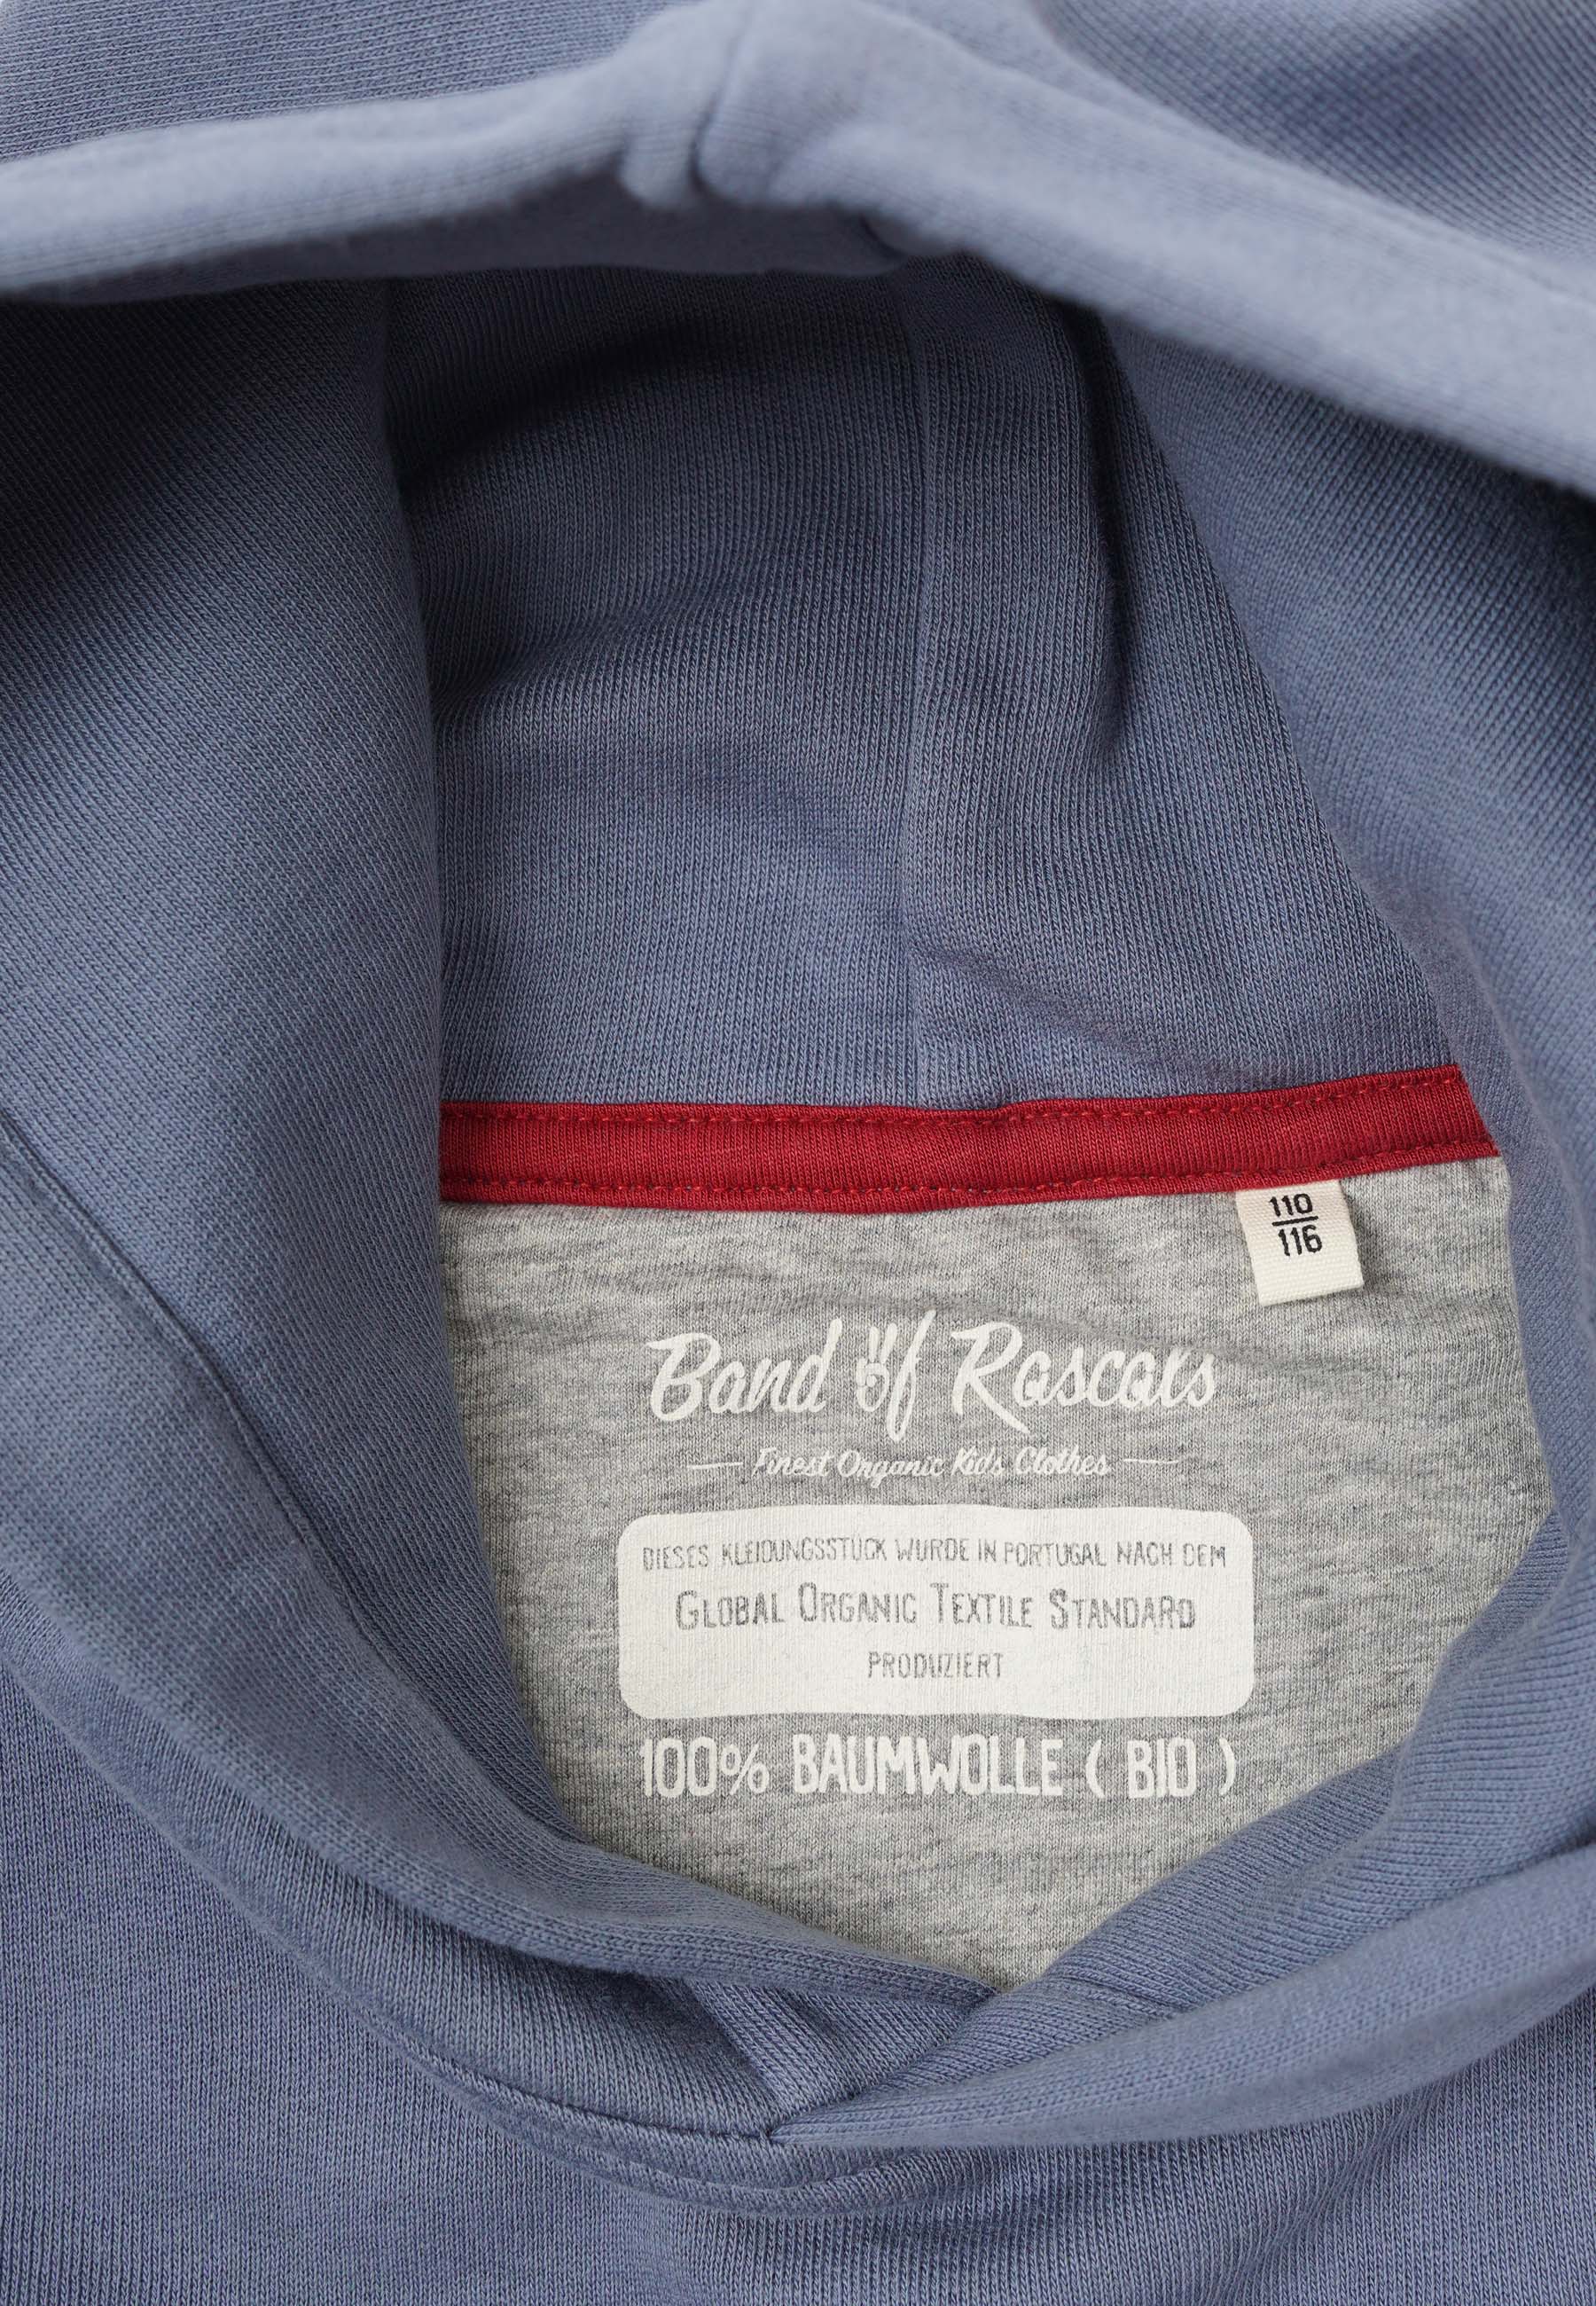 110
116
Band of Rascals
Finest Organic Kids Clothes
DIESES KLEIDUNGSSTÜCK WURDE IN PORTUGAL NACH DEM
GLOBAL ORGANIC TEXTILE STANDARD
PRODUZIERT
100% BAUMWOLLE ( BIO )